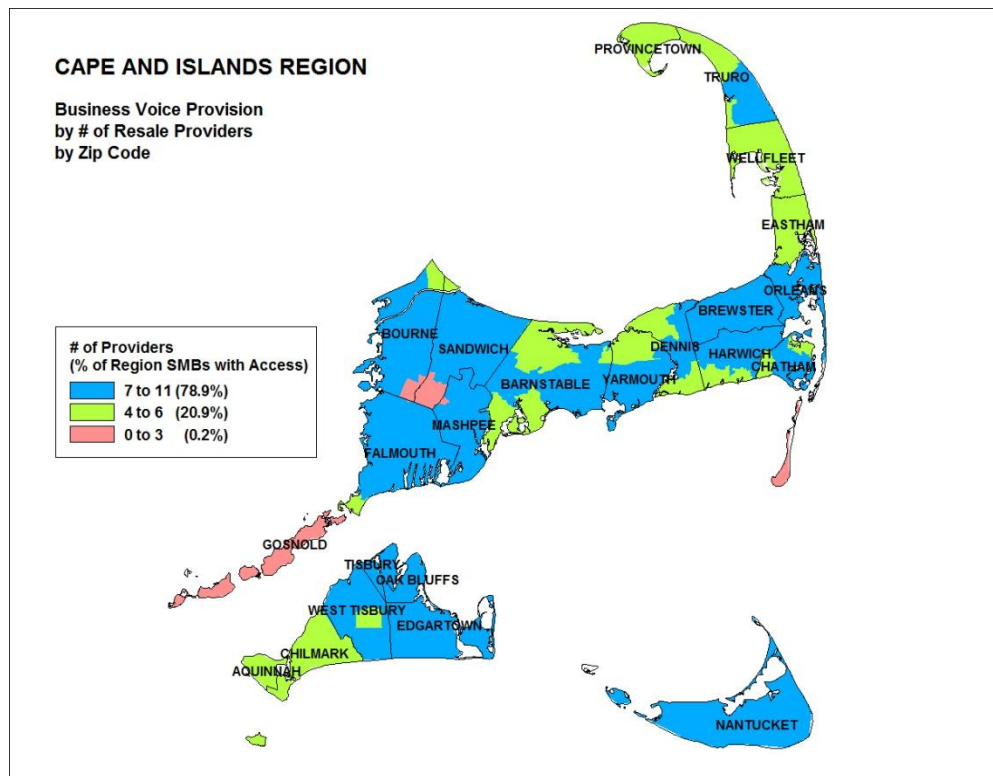 CAPE AND ISLANDS REGION
Business Voice Provision
by # of Resale Providers
by Zip Code
PROVINCETOWN
TRURO
WELLFLEET
EASTHAM
ORLEANS
BREWSTER
BOURNE
SANDWICH
DENNIS
HARWICH
CHATHAM
BARNSTABLE
YARMOUTH
MASHPEE
FALMOUTH
# of Providers
(% of Region SMBs with Access)
7 to 11 (78.9%)
4 to 6 (20.9%)
0 to 3 (0.2%)
GOSNOLD
TISBURY
OAK BLUFFS
WEST TISBURY
EDGARTOWN
CHILMARK
AQUINNAH
NANTUCKET